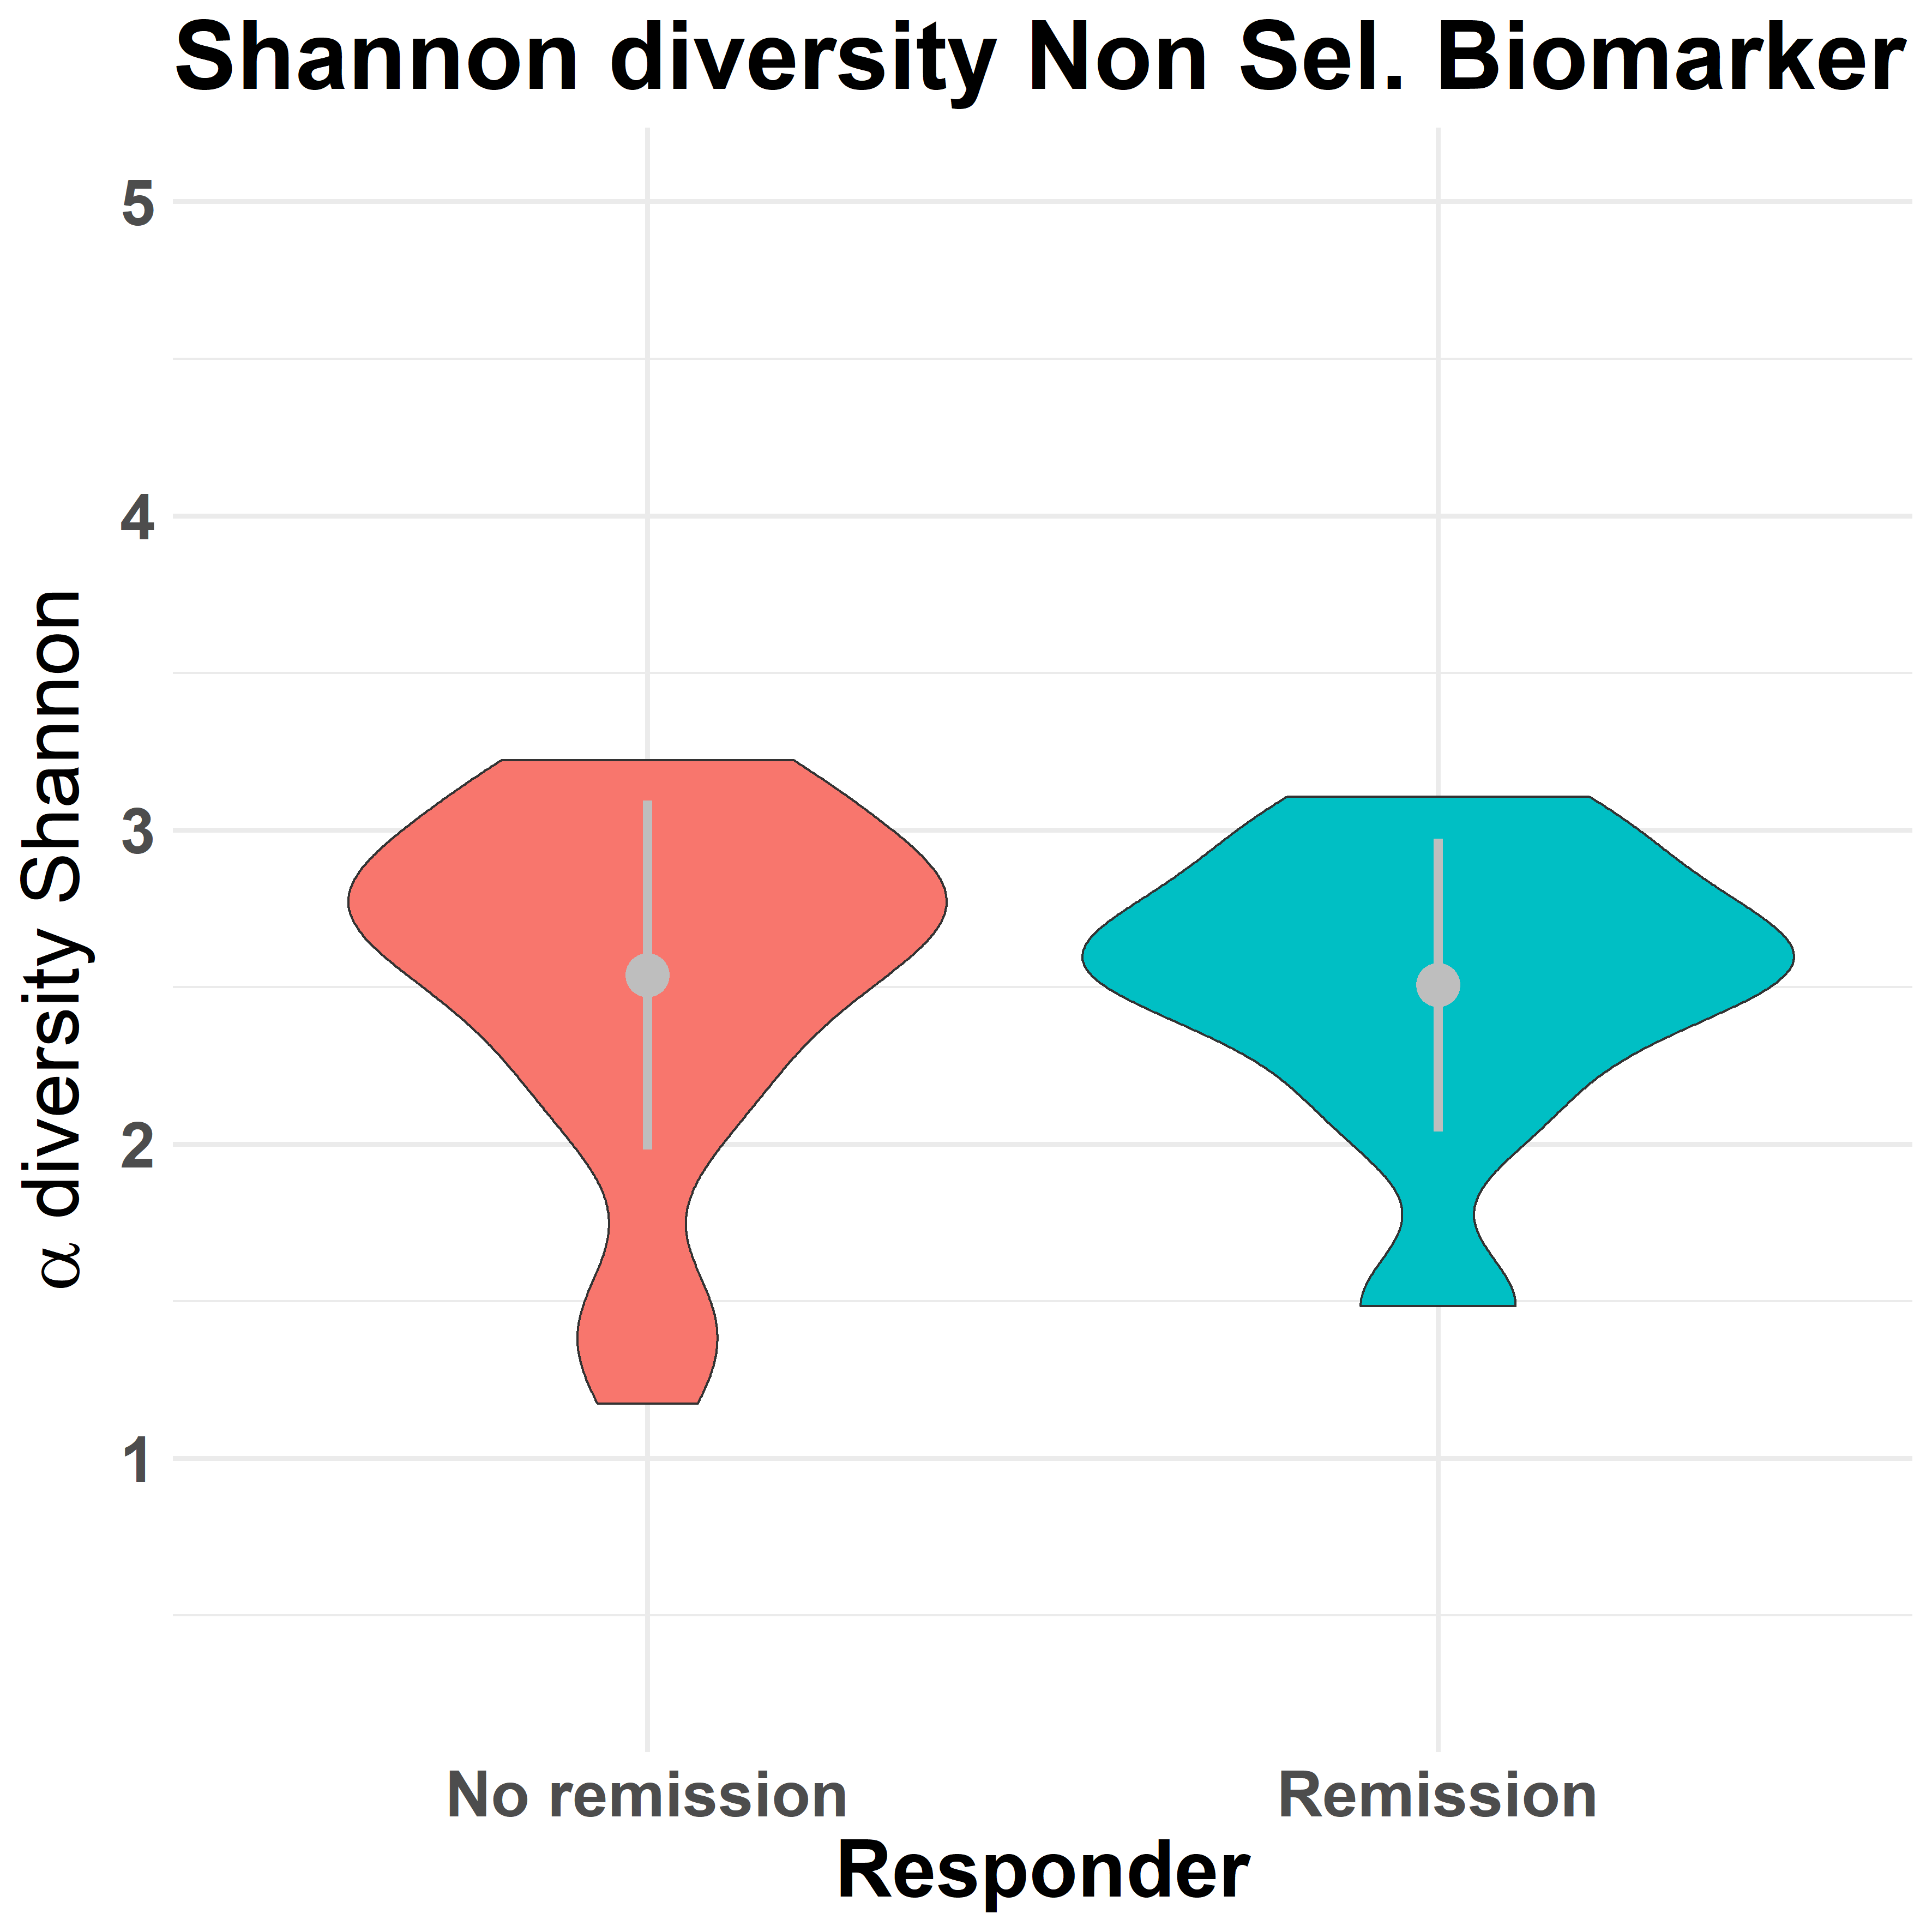 Shannon diversity Non Sel. Biomarker
α diversity Shannon
5
4
3
2
1
No remission
Remission
Responder